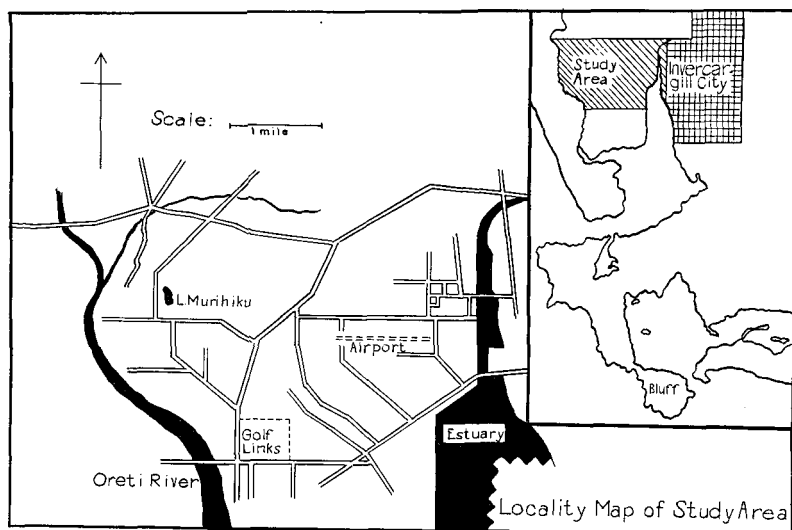 Scale:
1 mile
L. Murihiku
Airport
Golf
Links
Estuary
Oreti River
Study
Area
Invercar-
gill City
Bluff
Locality Map of Study Area